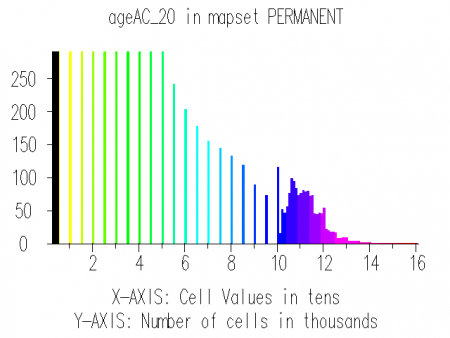 ageAC_20 in mapset PERMANENT
250
200
150
100
50
0
2 4 6 8 10 12 14 16
X-AXIS: Cell Values in tens
Y-AXIS: Number of cells in thousands